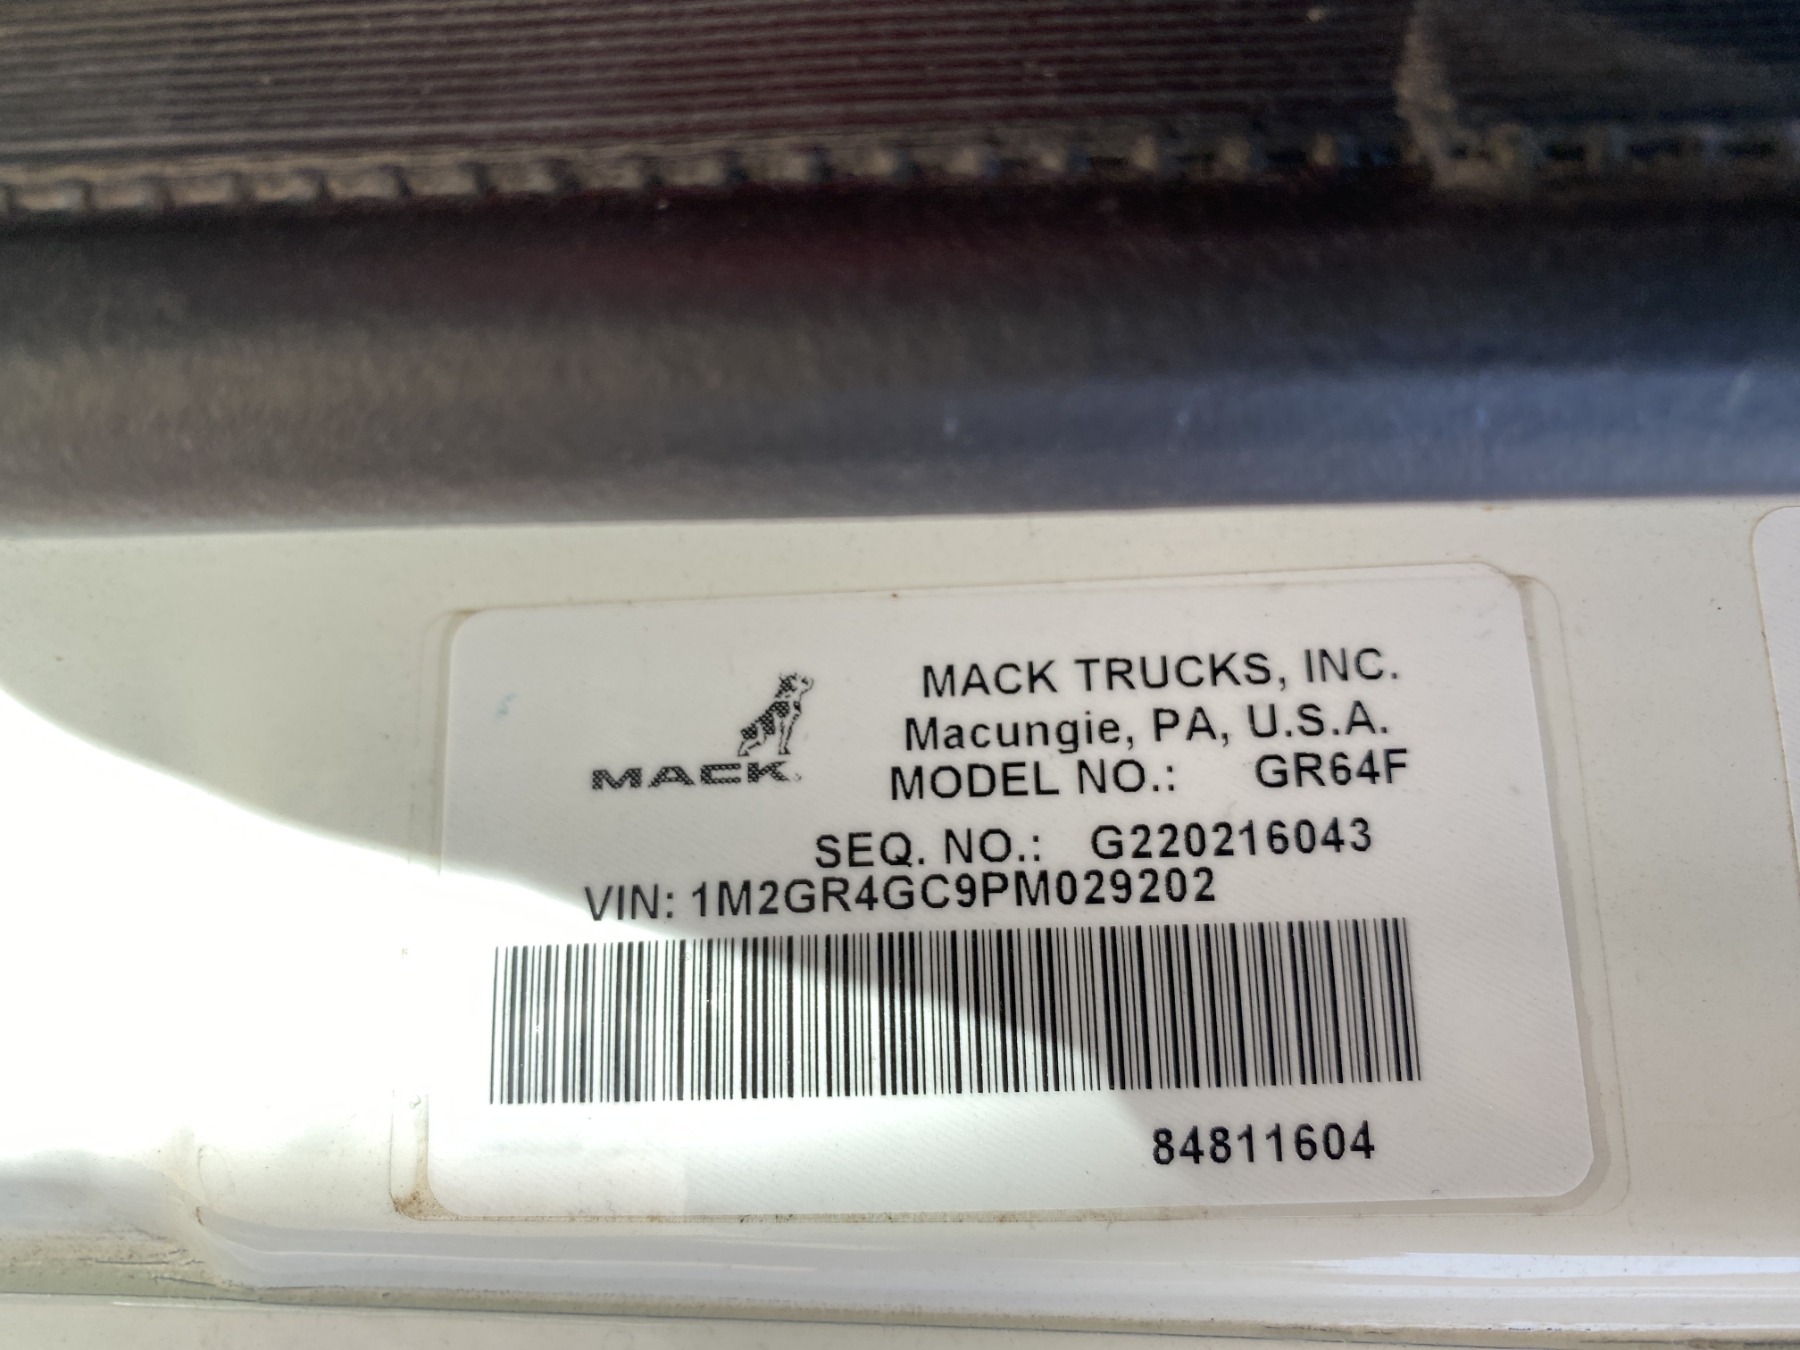 MACK
MACK TRUCKS, INC.
Macungie, PA, U.S.A.
MODEL NO.: GR64F
SEQ. NO.: G220216043
VIN: 1M2GR4GC9PM029202
84811604